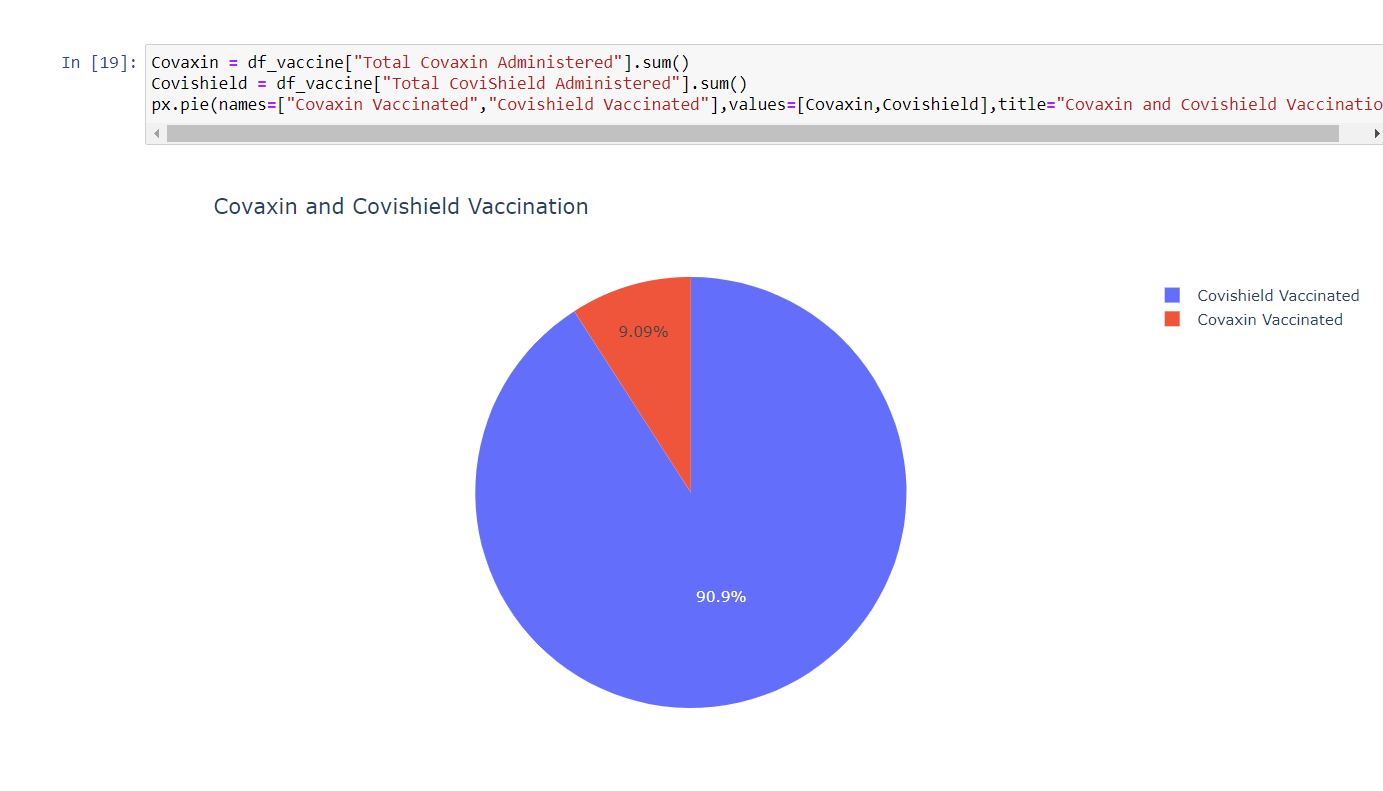 In [19]:
Covaxin = df_vaccine["Total Covaxin Administered"].sum()
Covishield = df_vaccine["Total CoviShield Administered"].sum()
px.pie(names=["Covaxin Vaccinated","Covishield Vaccinated"],values=[Covaxin,Covishield],title="Covaxin and Covishield Vaccinatio
Covaxin and Covishield Vaccination
Covishield Vaccinated
Covaxin Vaccinated
9.09%
90.9%